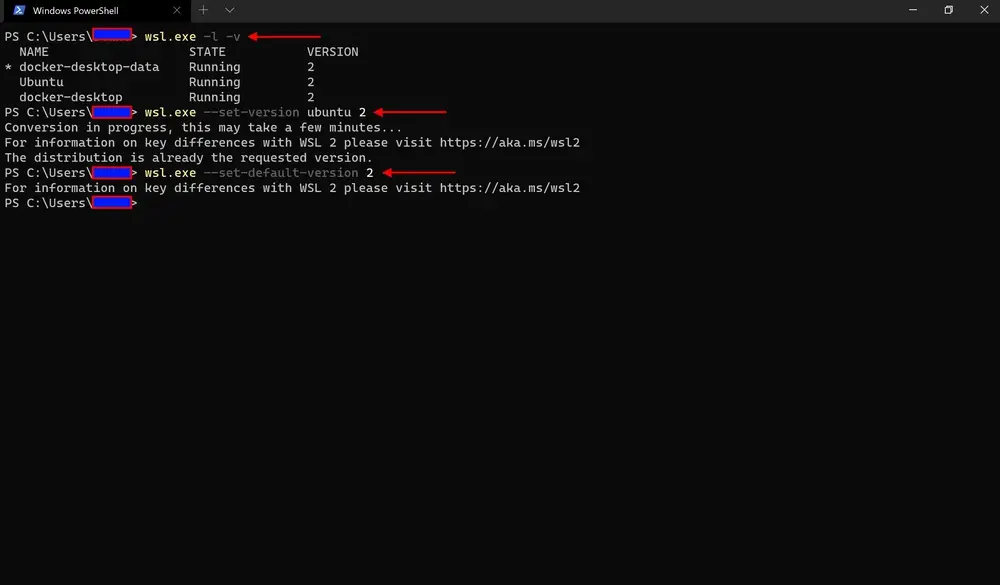 Windows PowerShell
PS C:\Users\> wsl.exe -l -v
NAME STATE VERSION
* docker-desktop-data Running 2
Ubuntu Running 2
docker-desktop Running 2
PS C:\Users\> wsl.exe --set-version ubuntu 2
Conversion in progress, this may take a few minutes...
For information on key differences with WSL 2 please visit https://aka.ms/wsl2
The distribution is already the requested version.
PS C:\Users\> wsl.exe --set-default-version 2
For information on key differences with WSL 2 please visit https://aka.ms/wsl2
PS C:\Users\>